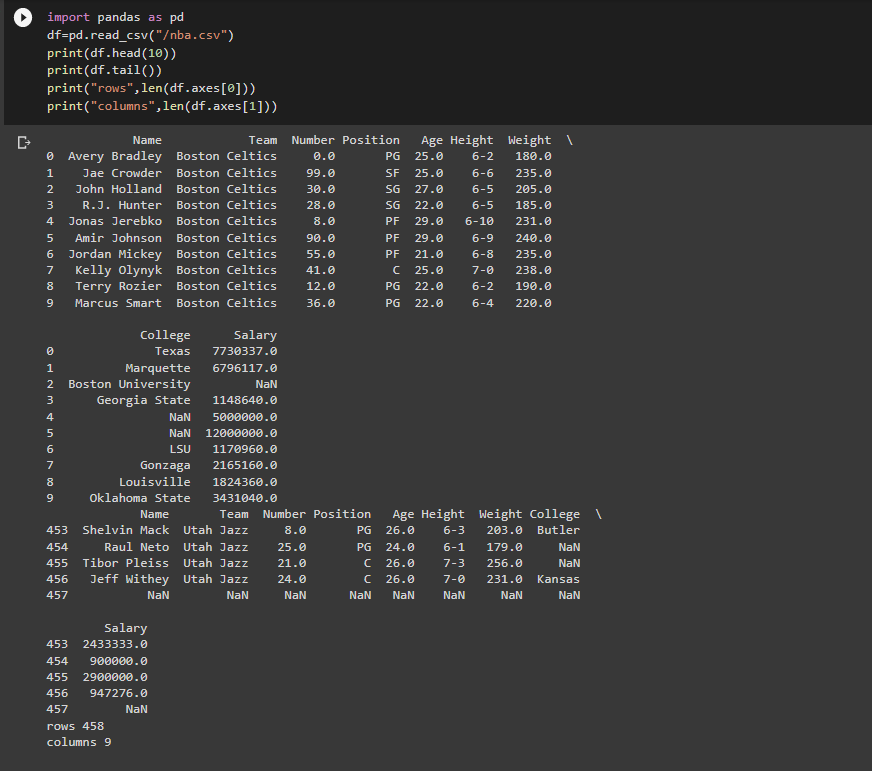 import pandas as pd
df=pd.read_csv("/nba.csv")
print(df.head(10))
print(df.tail())
print("rows",len(df.axes[0]))
print("columns",len(df.axes[1]))
            Name            Team  Number Position   Age Height  Weight  \
0  Avery Bradley  Boston Celtics     0.0       PG  25.0    6-2   180.0
1    Jae Crowder  Boston Celtics    99.0       SF  25.0    6-6   235.0
2   John Holland  Boston Celtics    30.0       SG  27.0    6-5   205.0
3    R.J. Hunter  Boston Celtics    28.0       SG  22.0    6-5   185.0
4  Jonas Jerebko  Boston Celtics     8.0       PF  29.0   6-10   231.0
5   Amir Johnson  Boston Celtics    90.0       PF  29.0    6-9   240.0
6  Jordan Mickey  Boston Celtics    55.0       PF  21.0    6-8   235.0
7   Kelly Olynyk  Boston Celtics    41.0        C  25.0    7-0   238.0
8   Terry Rozier  Boston Celtics    12.0       PG  22.0    6-2   190.0
9   Marcus Smart  Boston Celtics    36.0       PG  22.0    6-4   220.0
             College      Salary
0              Texas   7730337.0
1          Marquette   6796117.0
2  Boston University         NaN
3      Georgia State   1148640.0
4                NaN   5000000.0
5                NaN  12000000.0
6                LSU   1170960.0
7            Gonzaga   2165160.0
8         Louisville   1824360.0
9     Oklahoma State   3431040.0
             Name       Team  Number Position   Age Height  Weight College  \
453  Shelvin Mack  Utah Jazz     8.0       PG  26.0    6-3   203.0  Butler
454     Raul Neto  Utah Jazz    25.0       PG  24.0    6-1   179.0     NaN
455  Tibor Pleiss  Utah Jazz    21.0        C  26.0    7-3   256.0     NaN
456   Jeff Withey  Utah Jazz    24.0        C  26.0    7-0   231.0  Kansas
457           NaN        NaN     NaN      NaN   NaN    NaN     NaN     NaN
        Salary
453  2433333.0
454   900000.0
455  2900000.0
456   947276.0
457        NaN
rows 458
columns 9